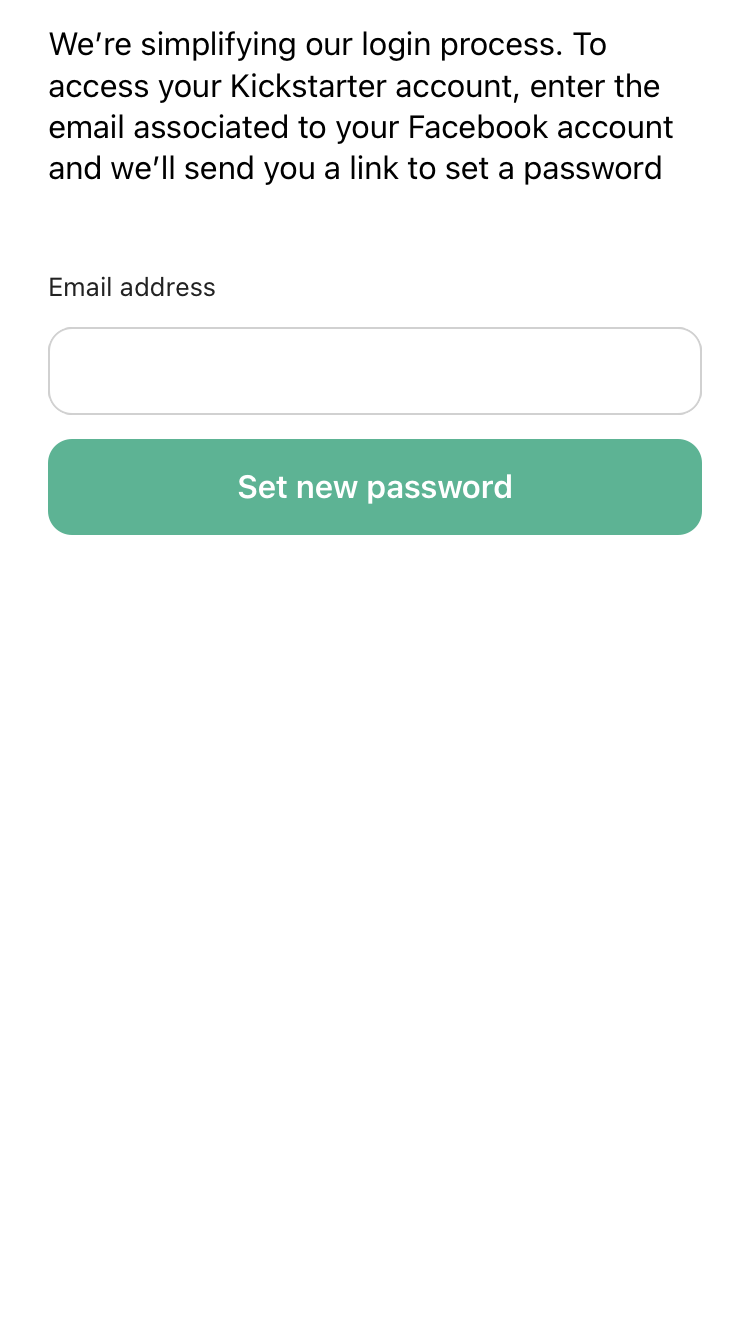 We’re simplifying our login process. To
access your Kickstarter account, enter the
email associated to your Facebook account
and we’ll send you a link to set a password
Email address
Set new password